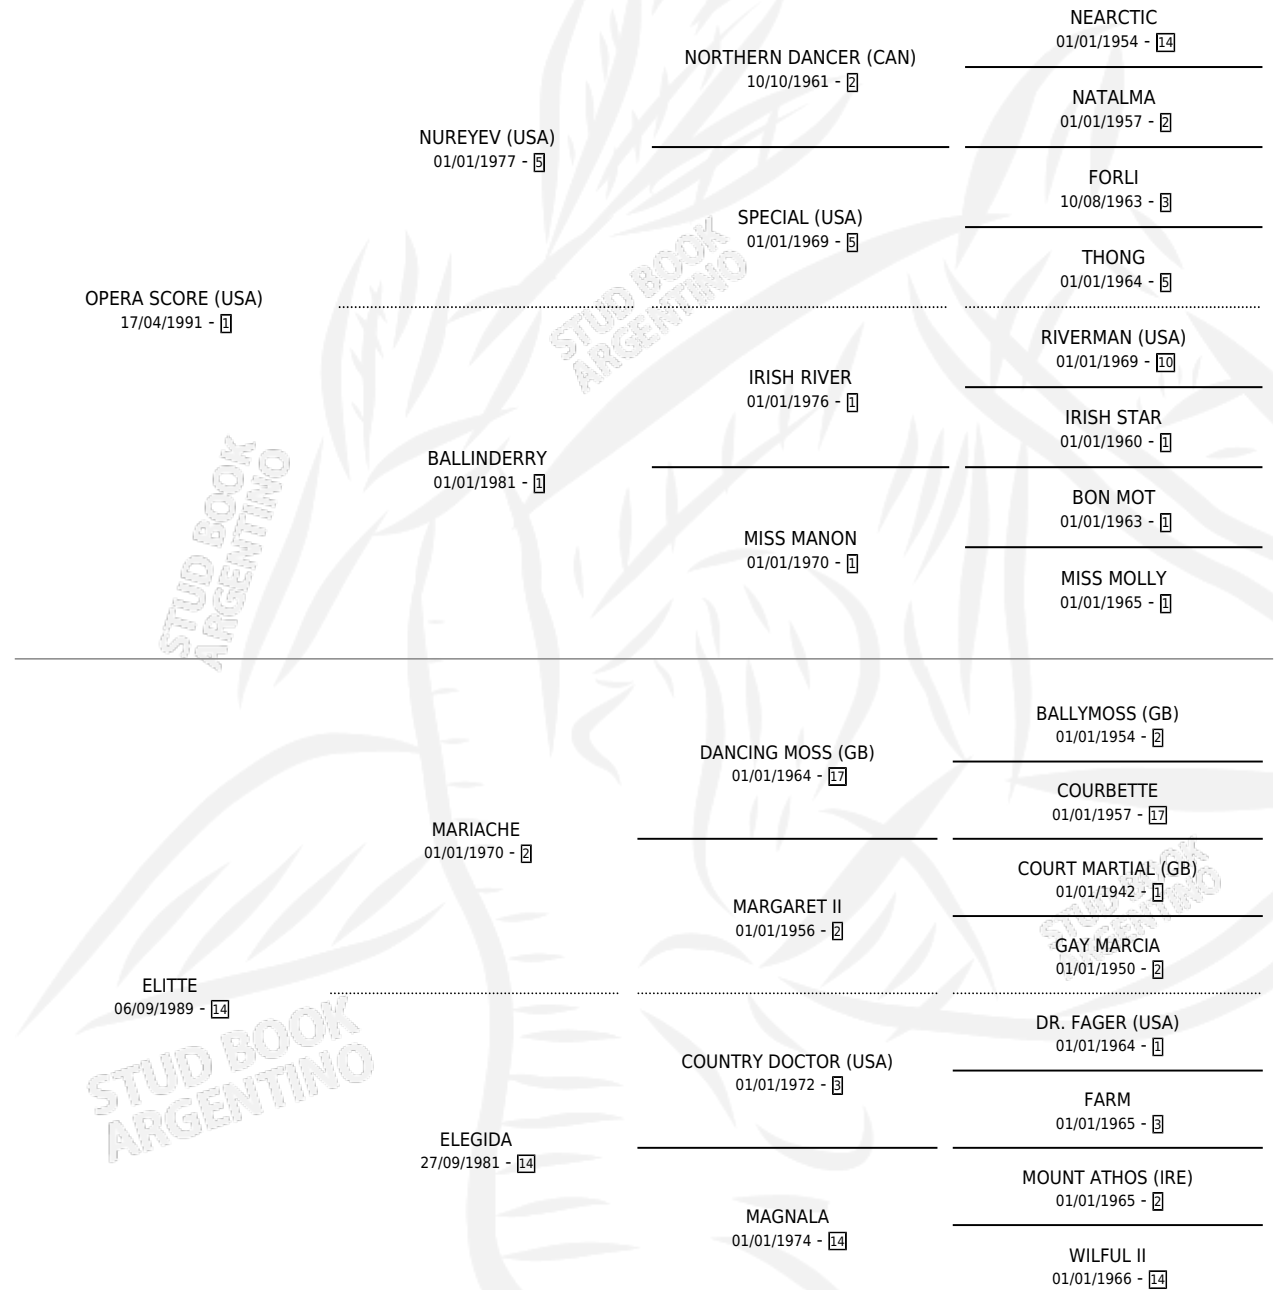 NEARCTIC
01/01/1954 - 14
NORTHERN DANCER (CAN)
10/10/1961 - 2
NATALMA
01/01/1957 - 2
NUREYEV (USA)
01/01/1977 - 5
FORLI
10/08/1963 - 3
SPECIAL (USA)
01/01/1969 - 5
THONG
01/01/1964 - 5
OPERA SCORE (USA)
17/04/1991 - 1
RIVERMAN (USA)
01/01/1969 - 10
IRISH RIVER
01/01/1976 - 1
IRISH STAR
01/01/1960 - 1
BALLINDERRY
01/01/1981 - 1
BON MOT
01/01/1963 - 1
MISS MANON
01/01/1970 - 1
MISS MOLLY
01/01/1965 - 1
STUD BOOK
ARGENTINO
STUD BOOK
ARGENTINO
BALLYMOSS (GB)
01/01/1954 - 2
DANCING MOSS (GB)
01/01/1964 - 17
COURBETTE
01/01/1957 - 17
MARIACHE
01/01/1970 - 2
COURT MARTIAL (GB)
01/01/1942 - 1
MARGARET II
01/01/1956 - 2
GAY MARCIA
01/01/1950 - 2
STUD BOOK
ARGENTINO
ELITTE
06/09/1989 - 14
DR. FAGER (USA)
01/01/1964 - 1
COUNTRY DOCTOR (USA)
01/01/1972 - 3
FARM
01/01/1965 - 3
STUD BOOK
ARGENTINO
ELEGIDA
27/09/1981 - 14
MOUNT ATHOS (IRE)
01/01/1965 - 2
MAGNALA
01/01/1974 - 14
WILFUL II
01/01/1966 - 14